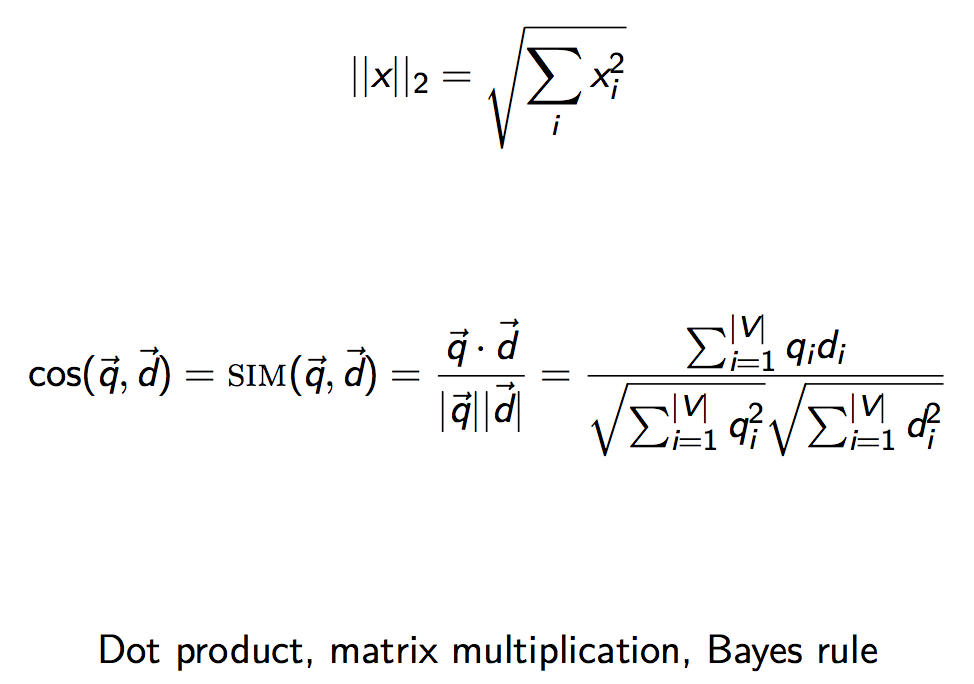 ||x||₂ = √(∑ᵢ xᵢ²)
cos(q⃗, d⃗) = SIM(q⃗, d⃗) = (q⃗ · d⃗) / (|q⃗||d⃗|) = (∑ᵢ₌₁^|V| qᵢdᵢ) / (√(∑ᵢ₌₁^|V| qᵢ²) √(∑ᵢ₌₁^|V| dᵢ²))
Dot product, matrix multiplication, Bayes rule